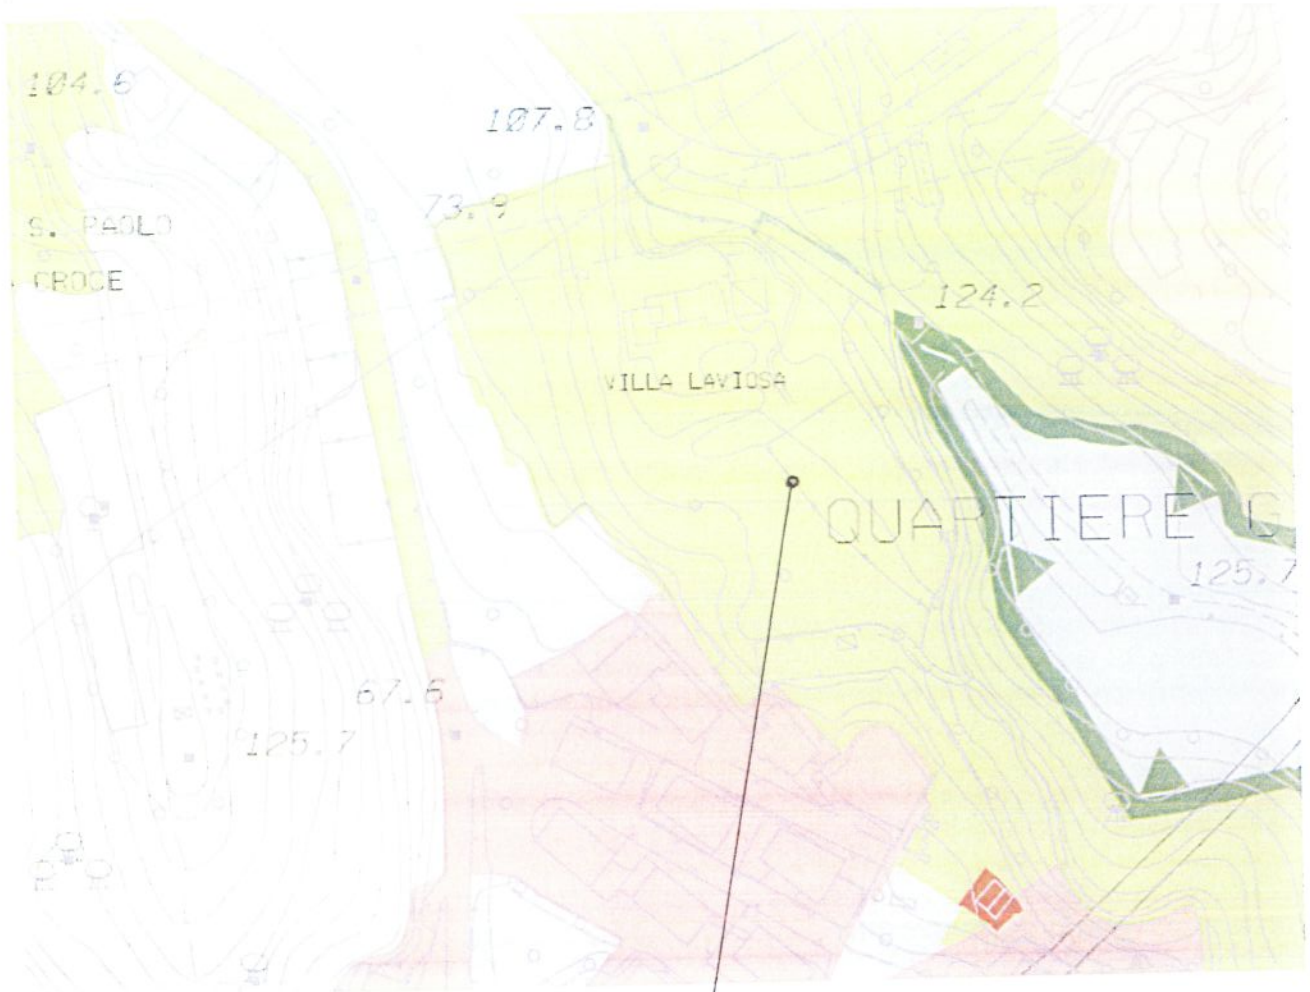 104.6
107.8
73.9
S. PAOLO
CROCE
124.2
VILLA LAVIOSA
QUARTIERE G
125.7
67.6
125.7